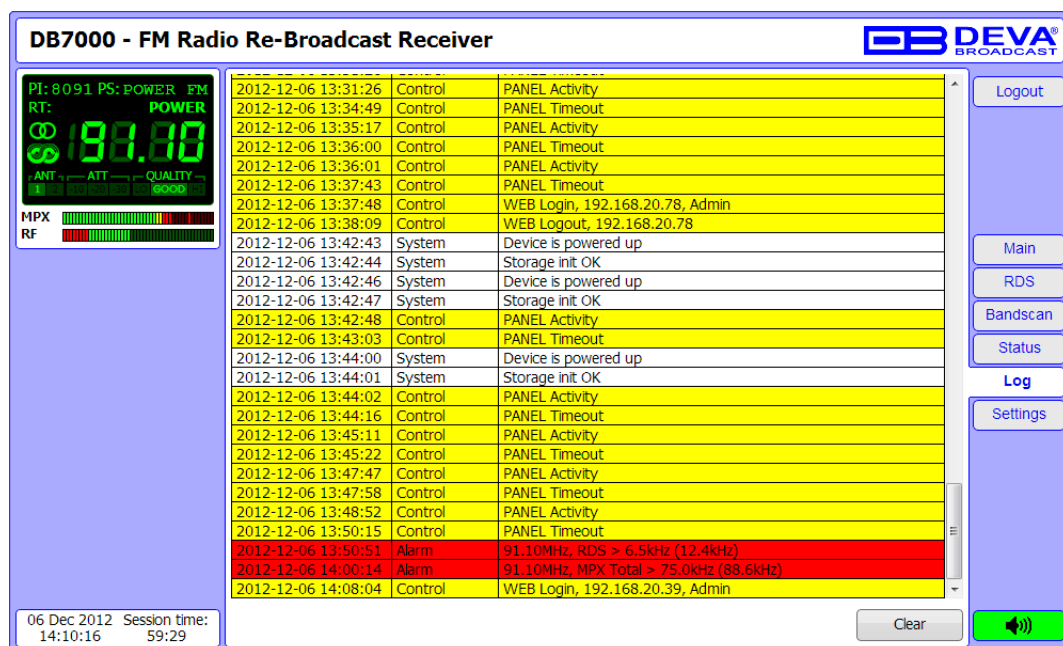 DB7000 - FM Radio Re-Broadcast Receiver
DB DEVA®
BROADCAST
PI: 8091 PS: POWER FM
RT: POWER
91.10
ANT ATT QUALITY
1 2 -10 -20 -30 LO GOOD HI
MPX
RF
2012-12-06 13:31:26 Control PANEL Activity
2012-12-06 13:34:49 Control PANEL Timeout
2012-12-06 13:35:17 Control PANEL Activity
2012-12-06 13:36:00 Control PANEL Timeout
2012-12-06 13:36:01 Control PANEL Activity
2012-12-06 13:37:43 Control PANEL Timeout
2012-12-06 13:37:48 Control WEB Login, 192.168.20.78, Admin
2012-12-06 13:38:09 Control WEB Logout, 192.168.20.78
2012-12-06 13:42:43 System Device is powered up
2012-12-06 13:42:44 System Storage init OK
2012-12-06 13:42:46 System Device is powered up
2012-12-06 13:42:47 System Storage init OK
2012-12-06 13:42:48 Control PANEL Activity
2012-12-06 13:43:03 Control PANEL Timeout
2012-12-06 13:44:00 System Device is powered up
2012-12-06 13:44:01 System Storage init OK
2012-12-06 13:44:02 Control PANEL Activity
2012-12-06 13:44:16 Control PANEL Timeout
2012-12-06 13:45:11 Control PANEL Activity
2012-12-06 13:45:22 Control PANEL Timeout
2012-12-06 13:47:47 Control PANEL Activity
2012-12-06 13:47:58 Control PANEL Timeout
2012-12-06 13:48:52 Control PANEL Activity
2012-12-06 13:50:15 Control PANEL Timeout
2012-12-06 13:50:51 Alarm 91.10MHz, RDS > 6.5kHz (12.4kHz)
2012-12-06 14:00:14 Alarm 91.10MHz, MPX Total > 75.0kHz (88.6kHz)
2012-12-06 14:08:04 Control WEB Login, 192.168.20.39, Admin
Clear
Logout
Main
RDS
Bandscan
Status
Log
Settings
06 Dec 2012 Session time:
14:10:16 59:29